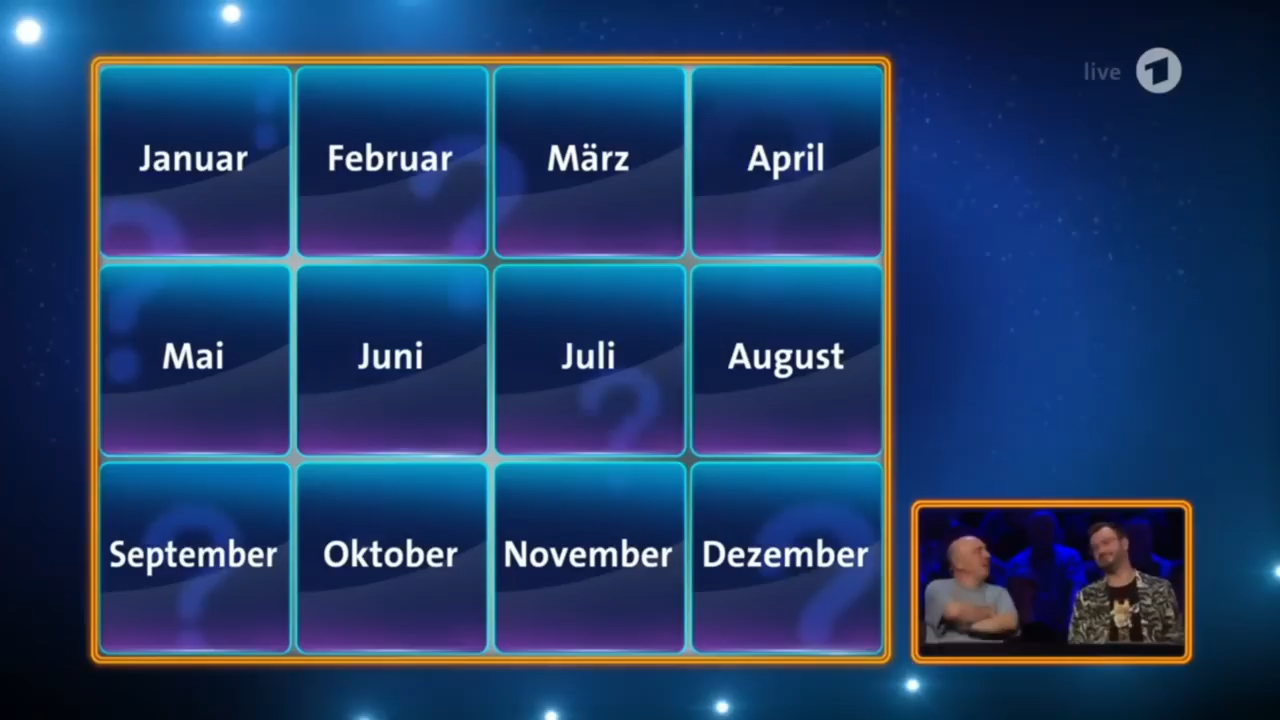 live
Januar
Februar
März
April
Mai
Juni
Juli
August
September
Oktober
November
Dezember